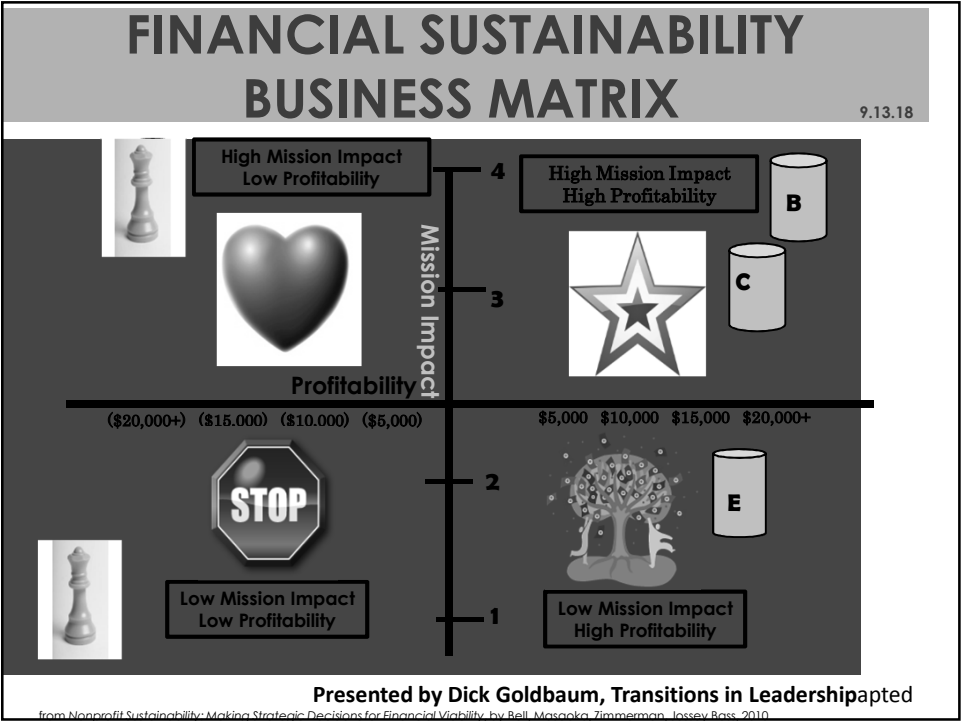 FINANCIAL SUSTAINABILITY
BUSINESS MATRIX
9.13.18
High Mission Impact
Low Profitability
4
High Mission Impact
High Profitability
B
C
Mission Impact
3
Profitability
($20,000+) ($15.000) ($10.000) ($5,000)
$5,000 $10,000 $15,000 $20,000+
STOP
2
E
Low Mission Impact
Low Profitability
1
Low Mission Impact
High Profitability
Presented by Dick Goldbaum, Transitions in Leadershipapted
from Nonprofit Sustainability: Making Strategic Decisions for Financial Viability, by Bell, Masaoka, Zimmerman, Jossey Bass, 2010